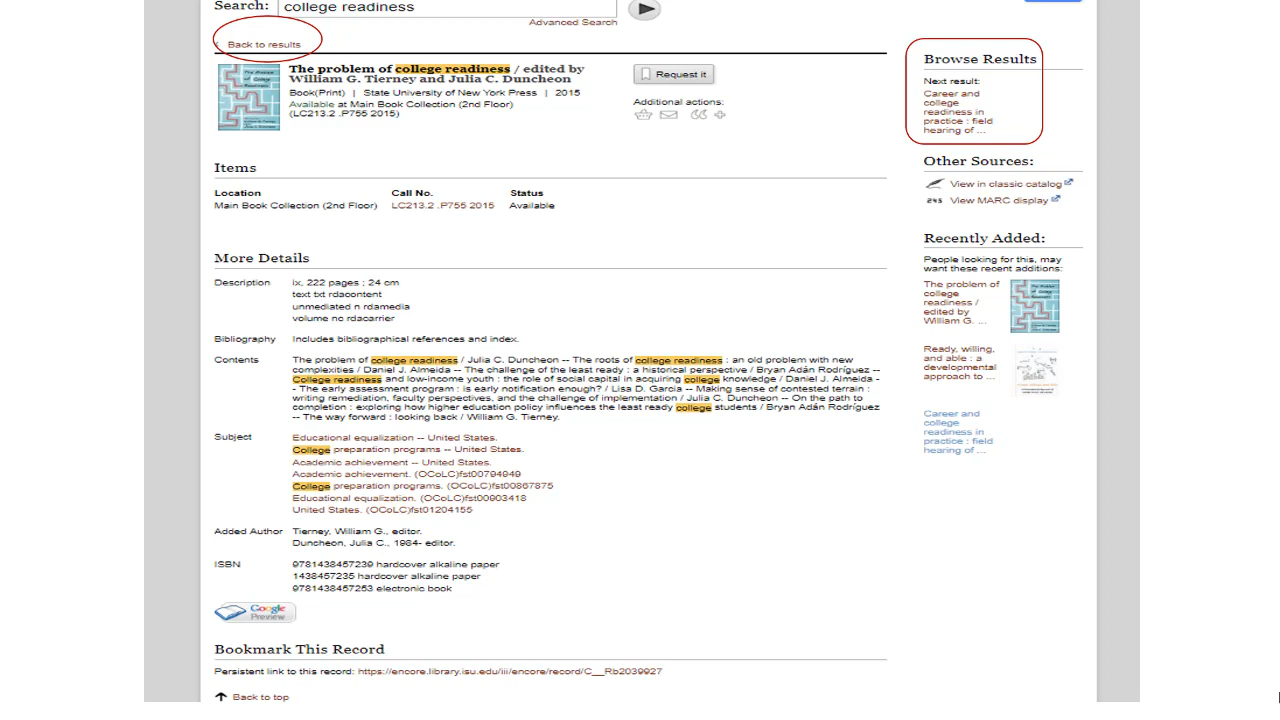 Search: college readiness
Advanced Search
‹ Back to results
The problem of college readiness / edited by
William G. Tierney and Julia C. Duncheon
Book(Print) | State University of New York Press | 2015
Available at Main Book Collection (2nd Floor)
(LC213.2 .P755 2015)
Request it
Additional actions:
Items
Location Call No. Status
Main Book Collection (2nd Floor) LC213.2 .P755 2015 Available
More Details
Description ix, 222 pages ; 24 cm
text txt rdacontent
unmediated n rdamedia
volume nc rdacarrier
Bibliography Includes bibliographical references and index.
Contents The problem of college readiness / Julia C. Duncheon -- The roots of college readiness : an old problem with new
complexities / Daniel J. Almeida -- The challenge of the least ready : a historical perspective / Bryan Adán Rodríguez --
College readiness and low-income youth : the role of social capital in acquiring college knowledge / Daniel J. Almeida -
- The early assessment program : is early notification enough? / Lisa D. Garcia -- Making sense of contested terrain :
writing remediation, faculty perspectives, and the challenge of implementation / Julia C. Duncheon -- On the path to
completion : exploring how higher education policy influences the least ready college students / Bryan Adán Rodríguez
-- The way forward : looking back / William G. Tierney.
Subject Educational equalization -- United States.
College preparation programs -- United States.
Academic achievement -- United States.
Academic achievement. (OCoLC)fst00794949
College preparation programs. (OCoLC)fst00867875
Educational equalization. (OCoLC)fst00903418
United States. (OCoLC)fst01204155
Added Author Tierney, William G., editor.
Duncheon, Julia C., 1984- editor.
ISBN 9781438457239 hardcover alkaline paper
1438457235 hardcover alkaline paper
9781438457253 electronic book
Google
Preview
Bookmark This Record
Persistent link to this record: https://encore.library.isu.edu/iii/encore/record/C__Rb2039927
Back to top
Browse Results
Next result:
Career and
college
readiness in
practice : field
hearing of ...
Other Sources:
View in classic catalog
245 View MARC display
Recently Added:
People looking for this, may
want these recent additions:
The problem of
college
readiness /
edited by
William G. ...
Ready, willing,
and able : a
developmental
approach to ...
Career and
college
readiness in
practice : field
hearing of ...